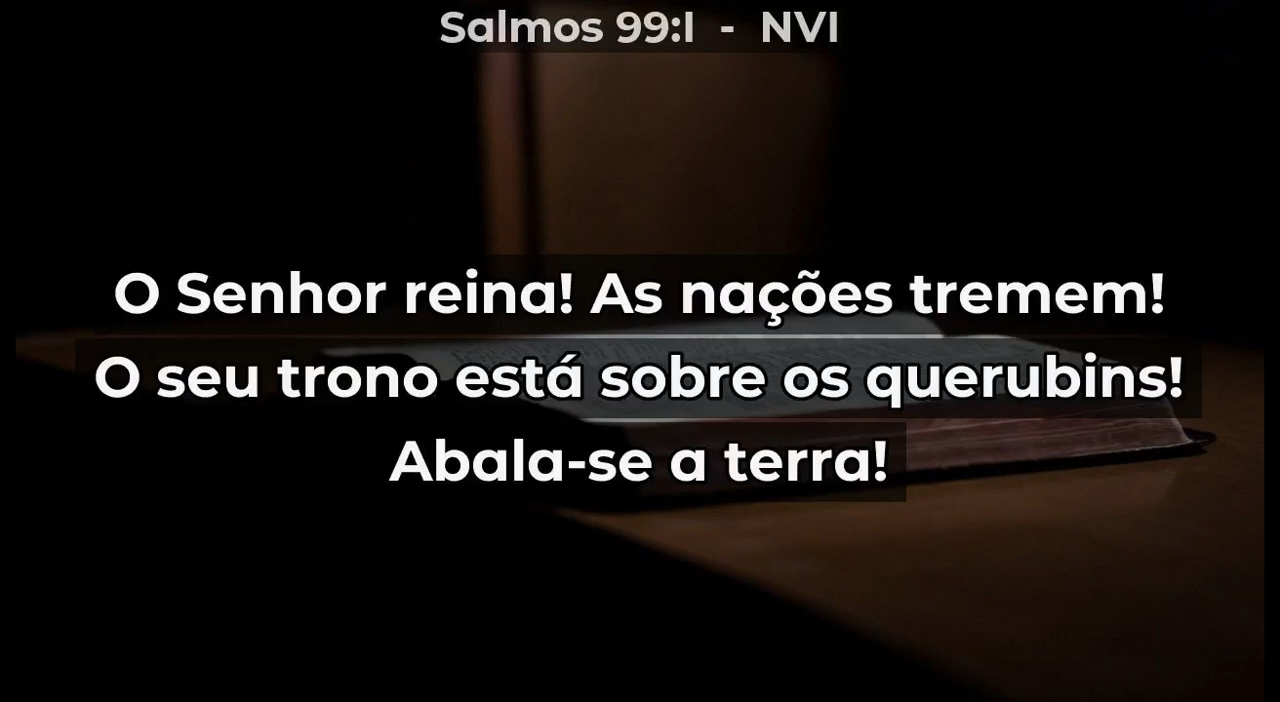 Salmos 99:1 - NVI
O Senhor reina! As nações tremem!
O seu trono está sobre os querubins!
Abala-se a terra!